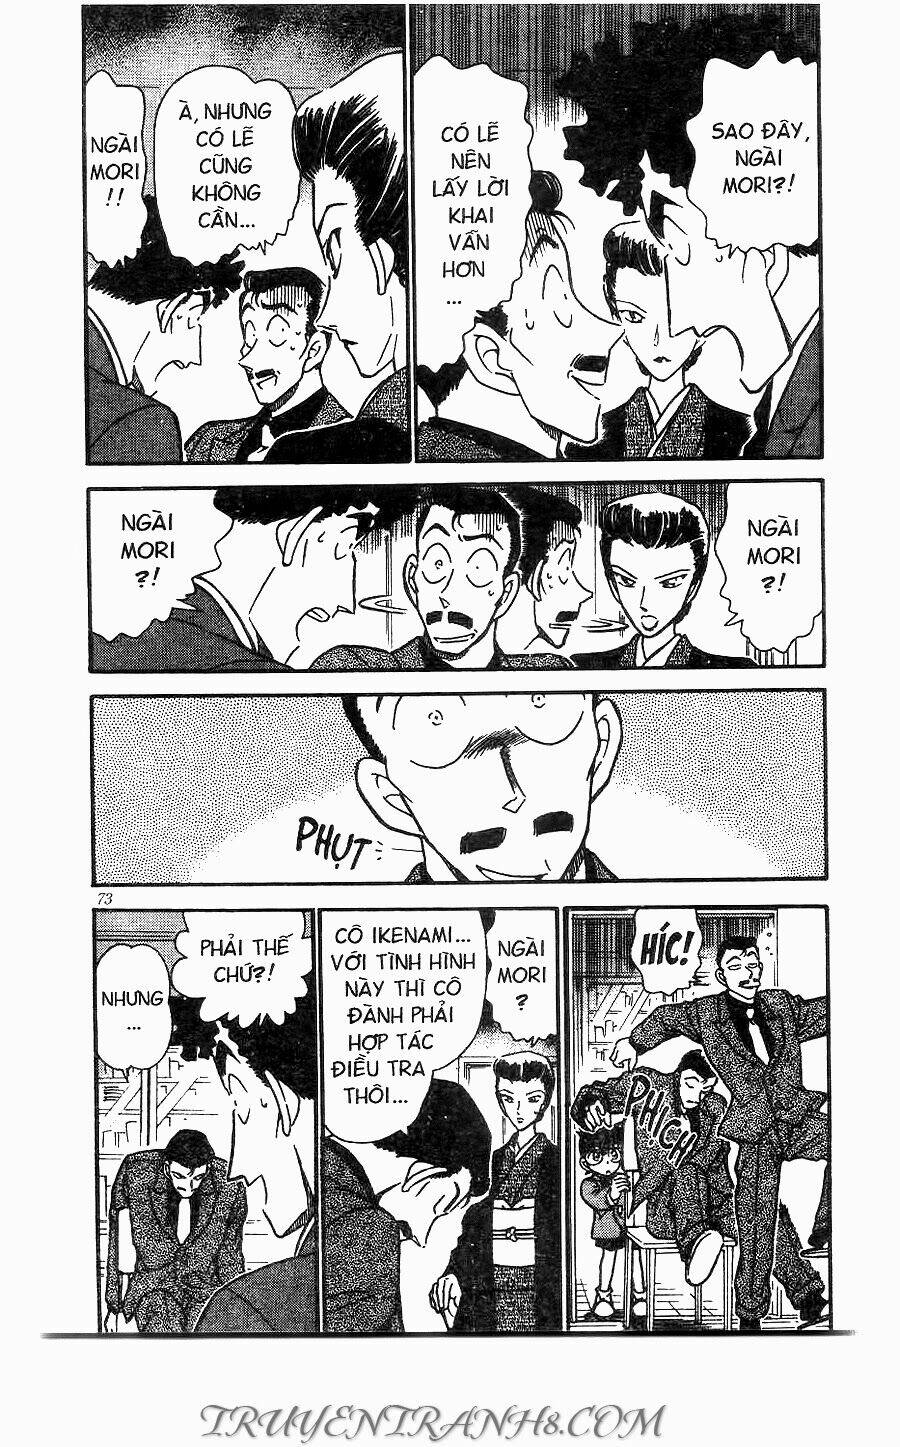 SAO ĐÂY,
NGÀI
MORI?!
CÓ LẼ
NÊN
LẤY LỜI
KHAI
VẪN
HƠN
...
À, NHƯNG
CÓ LẼ
CŨNG
KHÔNG
CẦN...
NGÀI
MORI
!!
NGÀI
MORI
?!
NGÀI
MORI
?!
PHỤT
73
HÍC!
PHỊCH
NGÀI
MORI
?
CÔ IKENAMI...
VỚI TÌNH HÌNH
NÀY THÌ CÔ
ĐÀNH PHẢI
HỢP TÁC
ĐIỀU TRA
THÔI...
PHẢI THẾ
CHỨ?!
NHƯNG
...
TRUYENTRANH8.COM